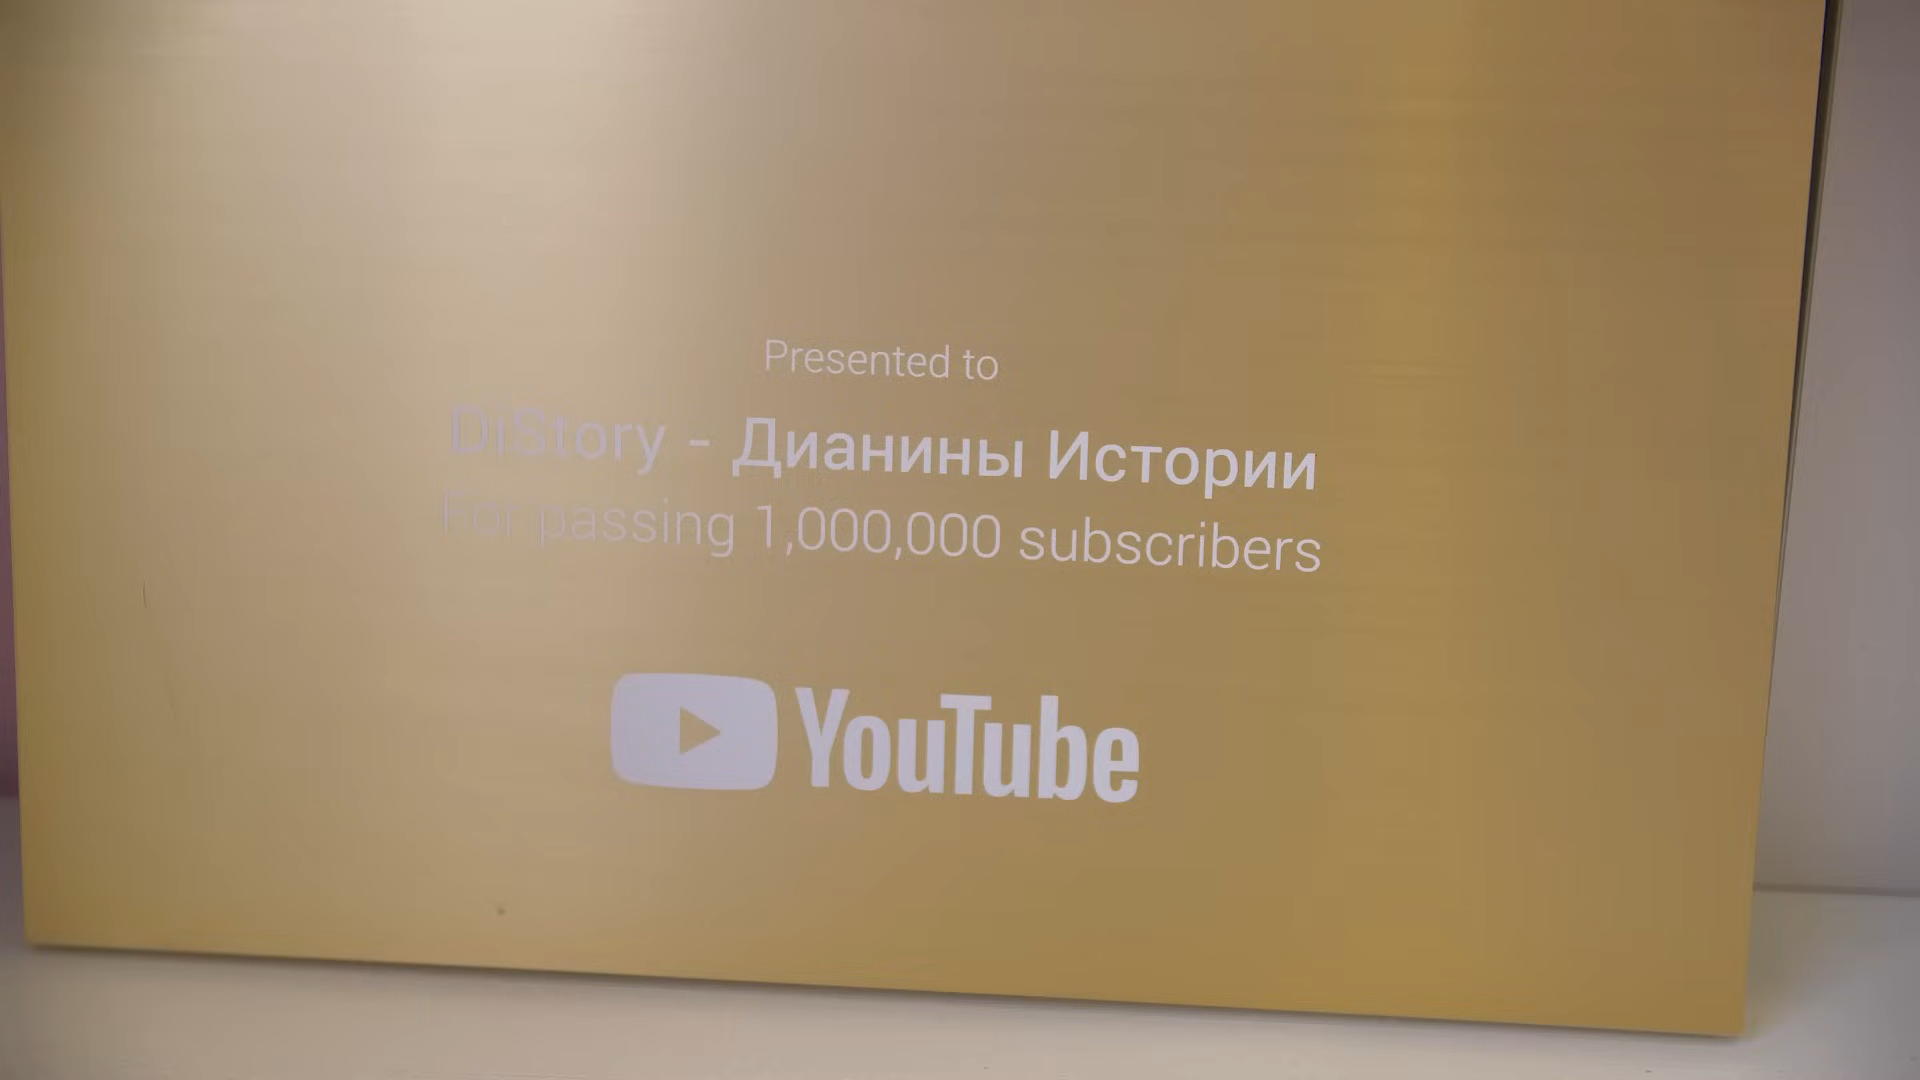 Presented to
DiStory - Дианины Истории
For passing 1,000,000 subscribers
YouTube